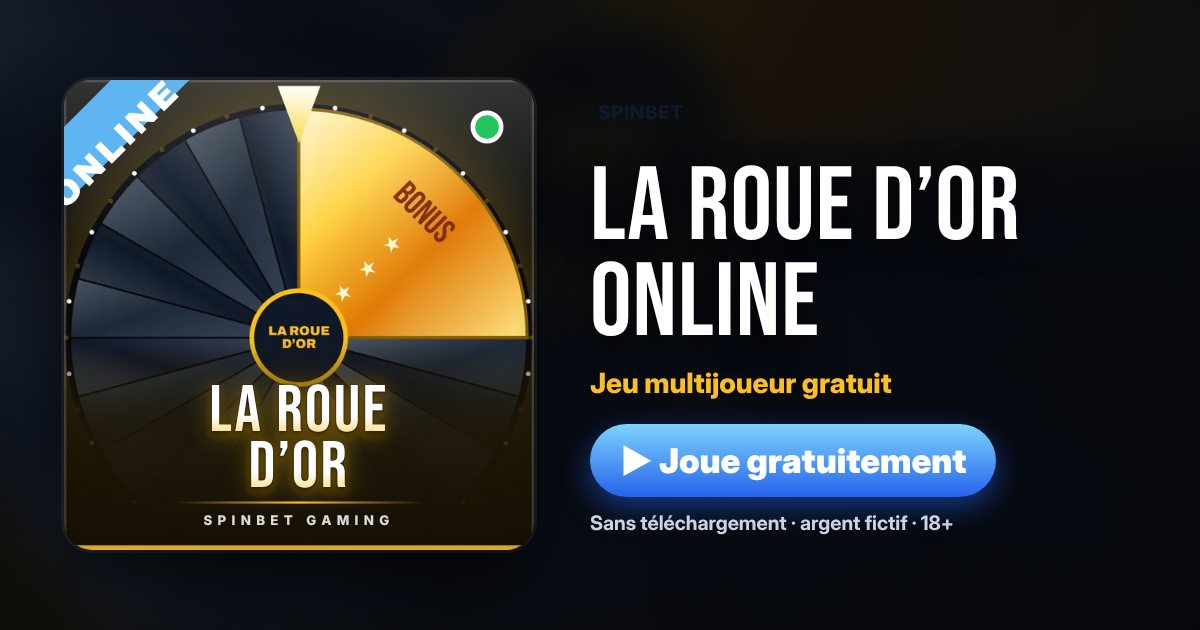 ONLINE
BONUS
LA ROUE
D’OR
LA ROUE
D’OR
SPINBET GAMING
SPINBET
LA ROUE D’OR
ONLINE
Jeu multijoueur gratuit
Joue gratuitement
Sans téléchargement · argent fictif · 18+